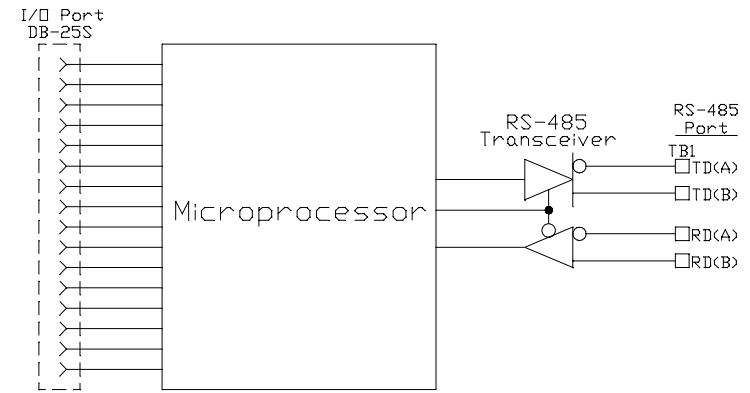 I/O Port
DB-25S
RS-485
Transceiver
RS-485
Port
TB1
TD(A)
TD(B)
Microprocessor
RD(A)
RD(B)